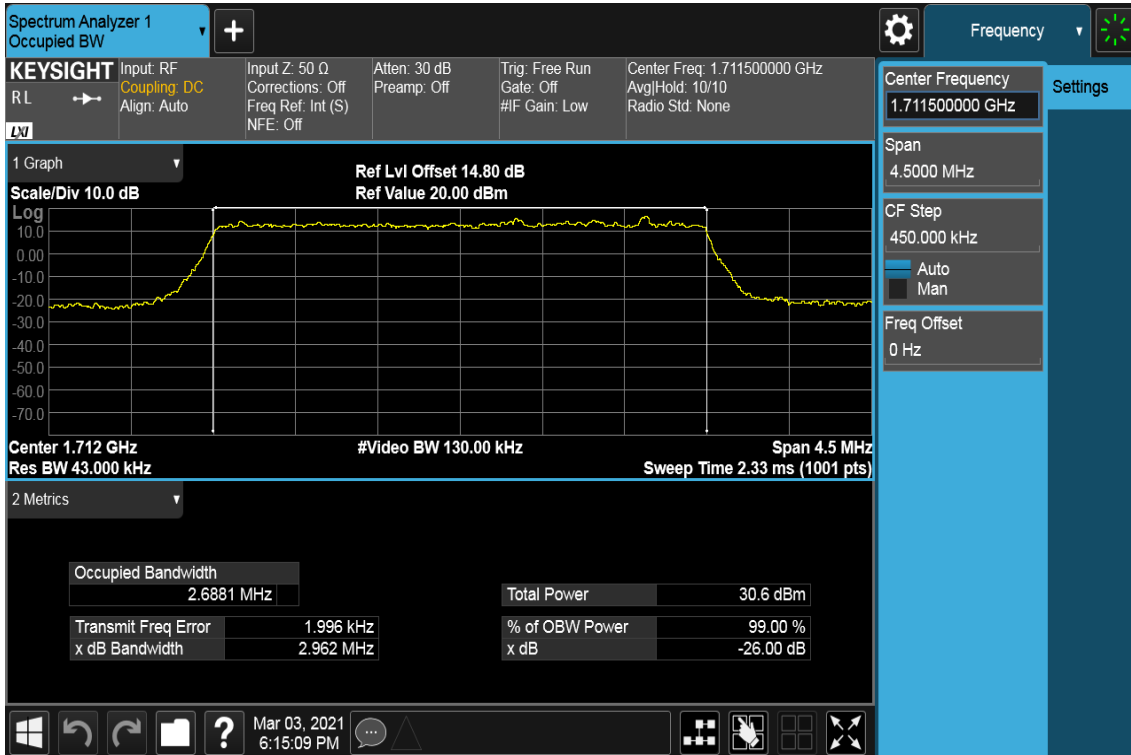 Spectrum Analyzer 1
Occupied BW
+
Frequency
KEYSIGHT
R L
LXI
Input: RF
Coupling: DC
Align: Auto
Input Z: 50 Ω
Corrections: Off
Freq Ref: Int (S)
NFE: Off
Atten: 30 dB
Preamp: Off
Trig: Free Run
Gate: Off
#IF Gain: Low
Center Freq: 1.711500000 GHz
Avg|Hold: 10/10
Radio Std: None
Center Frequency
1.711500000 GHz
Settings
Span
4.5000 MHz
CF Step
450.000 kHz
Auto
Man
Freq Offset
0 Hz
1 Graph
Scale/Div 10.0 dB
Ref Lvl Offset 14.80 dB
Ref Value 20.00 dBm
Log
10.0
0.00
-10.0
-20.0
-30.0
-40.0
-50.0
-60.0
-70.0
Center 1.712 GHz
#Video BW 130.00 kHz
Span 4.5 MHz
Res BW 43.000 kHz
Sweep Time 2.33 ms (1001 pts)
2 Metrics
Occupied Bandwidth
2.6881 MHz
Total Power 30.6 dBm
Transmit Freq Error 1.996 kHz
% of OBW Power 99.00 %
x dB Bandwidth 2.962 MHz
x dB -26.00 dB
?
Mar 03, 2021
6:15:09 PM